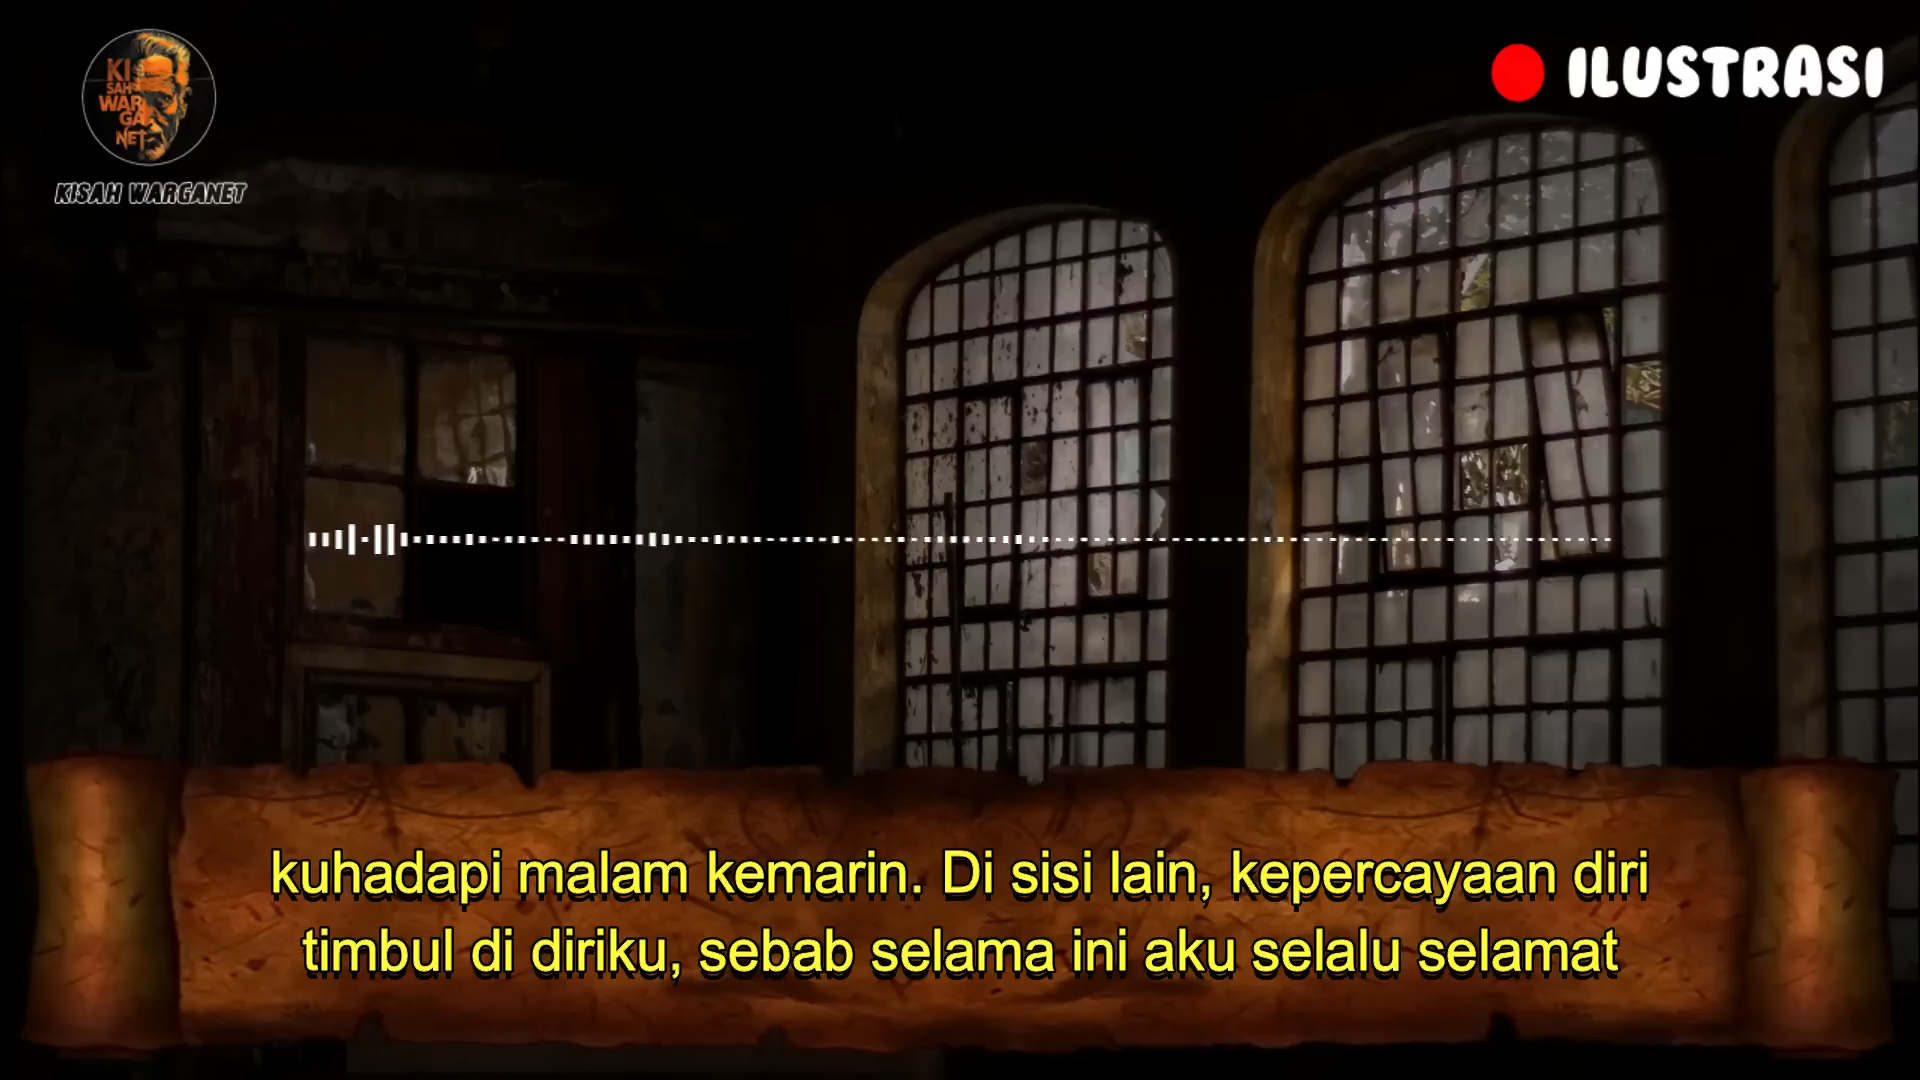 KI
SAH
WAR
GA
NET
KISAH WARGANET
ILUSTRASI
kuhadapi malam kemarin. Di sisi lain, kepercayaan diri
timbul di diriku, sebab selama ini aku selalu selamat